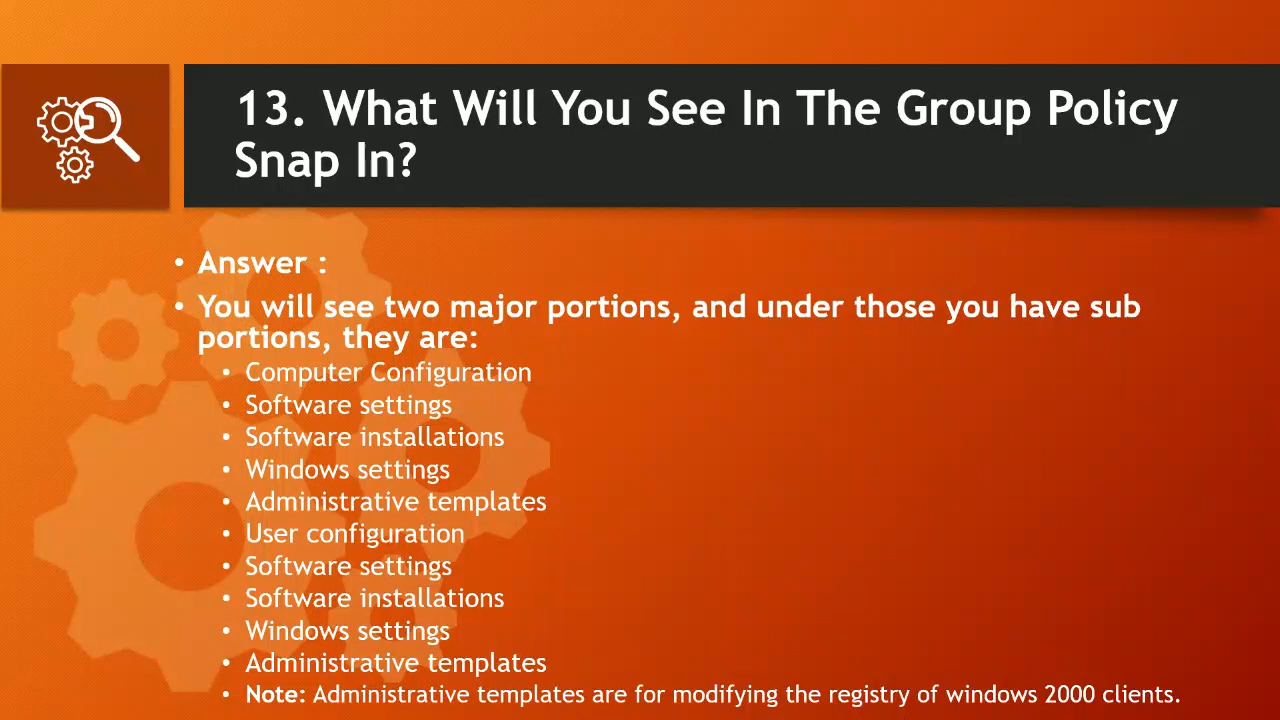 13. What Will You See In The Group Policy
Snap In?
• Answer :
• You will see two major portions, and under those you have sub
portions, they are:
• Computer Configuration
• Software settings
• Software installations
• Windows settings
• Administrative templates
• User configuration
• Software settings
• Software installations
• Windows settings
• Administrative templates
• Note: Administrative templates are for modifying the registry of windows 2000 clients.